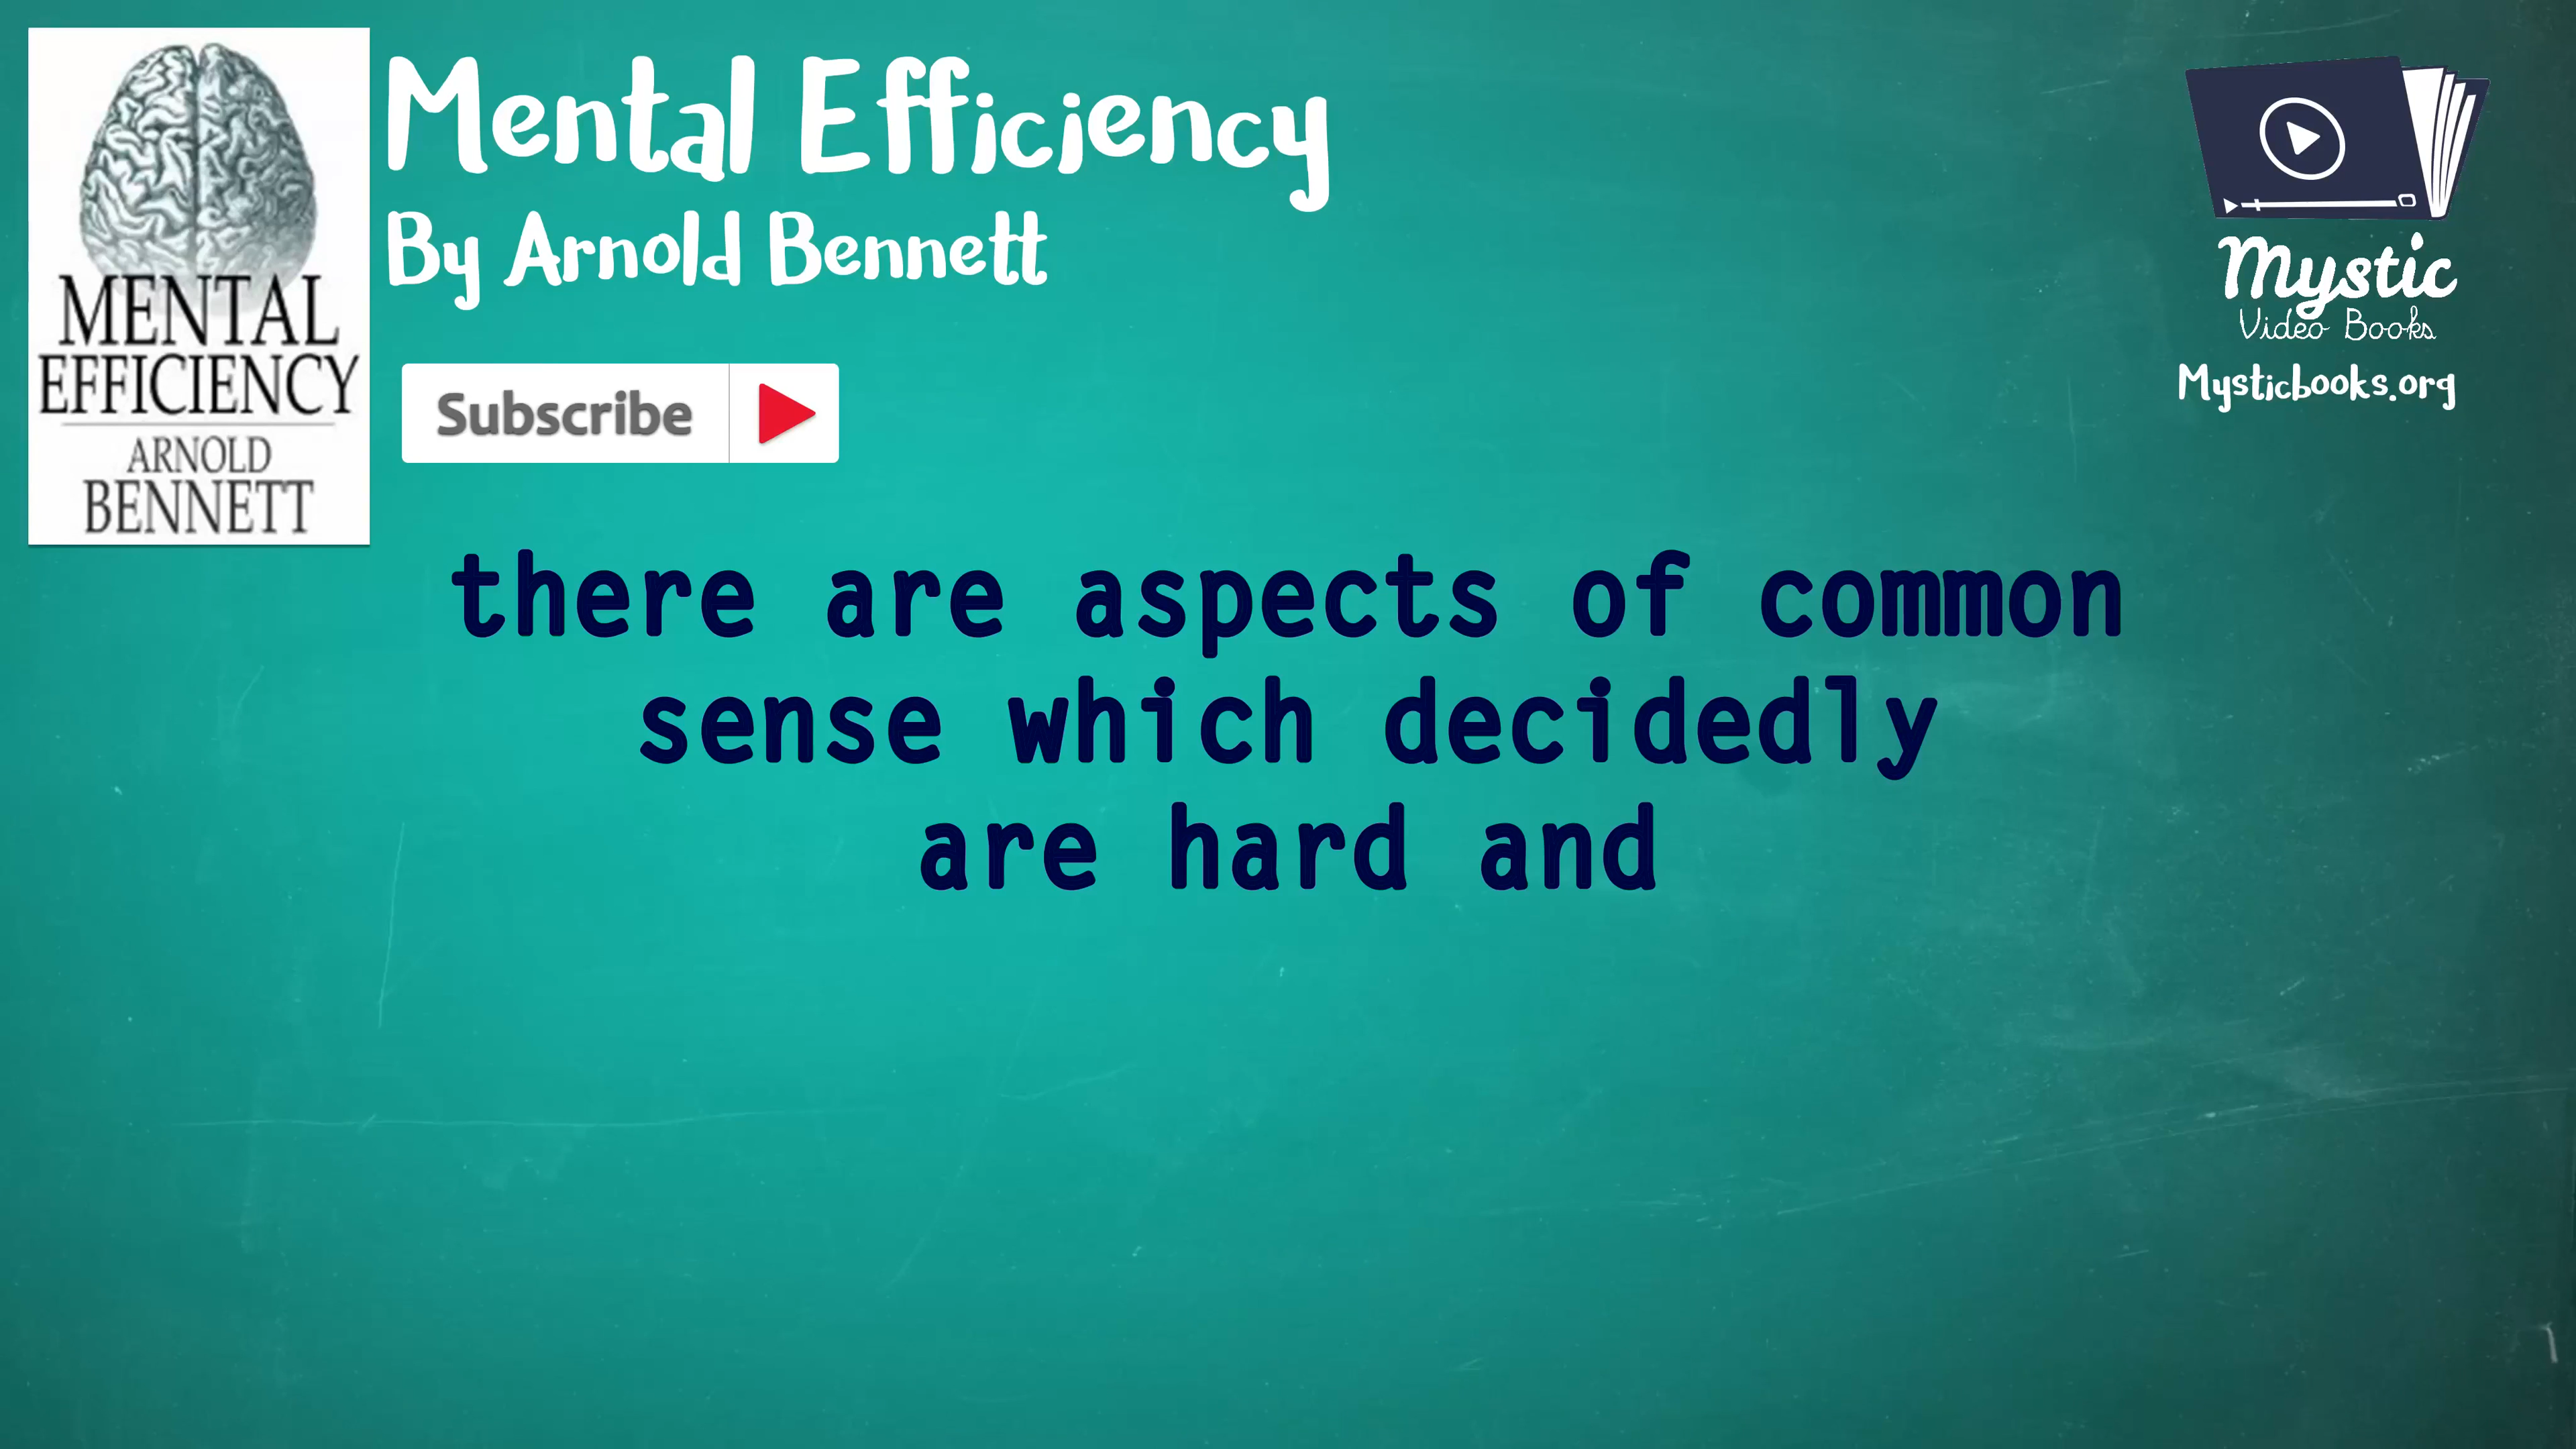 MENTAL
EFFICIENCY
ARNOLD
BENNETT
Mental Efficiency
By Arnold Bennett
Subscribe
Mystic
Video Books
Mysticbooks.org
there are aspects of common
sense which decidedly
are hard and